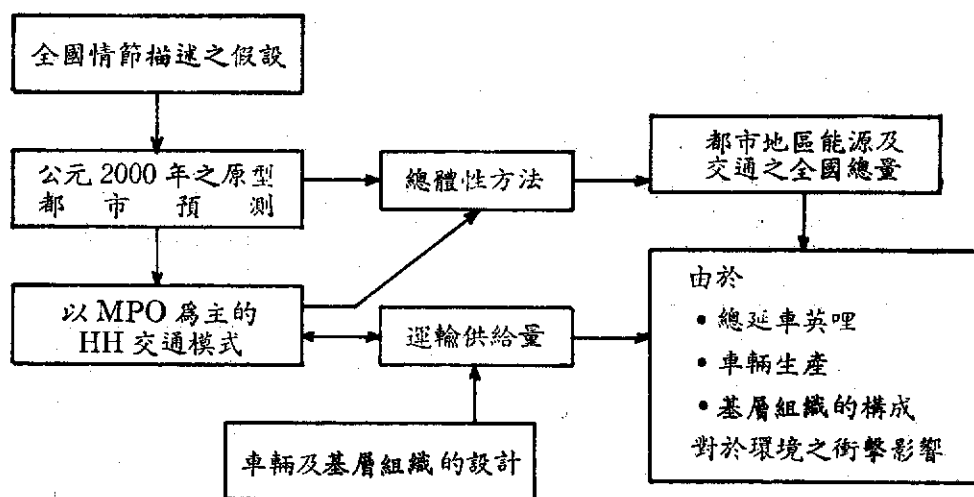 全國情節描述之假設
公元 2000 年之原型
都市預測
總體性方法
都市地區能源及
交通之全國總量
以 MPO 爲主的
HH 交通模式
運輸供給量
由於
• 總延車英哩
• 車輛生產
• 基層組織的構成
對於環境之衝擊影響
車輛及基層組織的設計